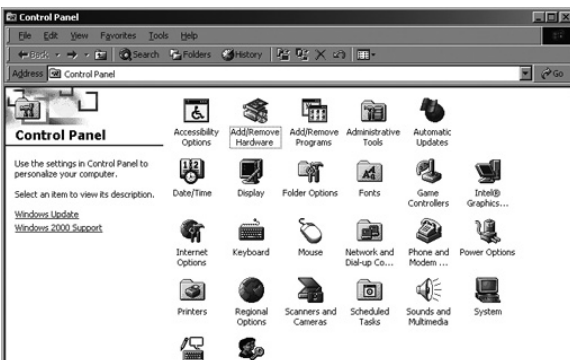 Control Panel
File Edit View Favorites Tools Help
Back Search Folders History
Address Control Panel Go
Control Panel
Use the settings in Control Panel to
personalize your computer.
Select an item to view its description.
Windows Update
Windows 2000 Support
Accessibility Options
Add/Remove Hardware
Add/Remove Programs
Administrative Tools
Automatic Updates
Date/Time
Display
Folder Options
Fonts
Game Controllers
Intel® Graphics...
Internet Options
Keyboard
Mouse
Network and Dial-up Co...
Phone and Modem ...
Power Options
Printers
Regional Options
Scanners and Cameras
Scheduled Tasks
Sounds and Multimedia
System